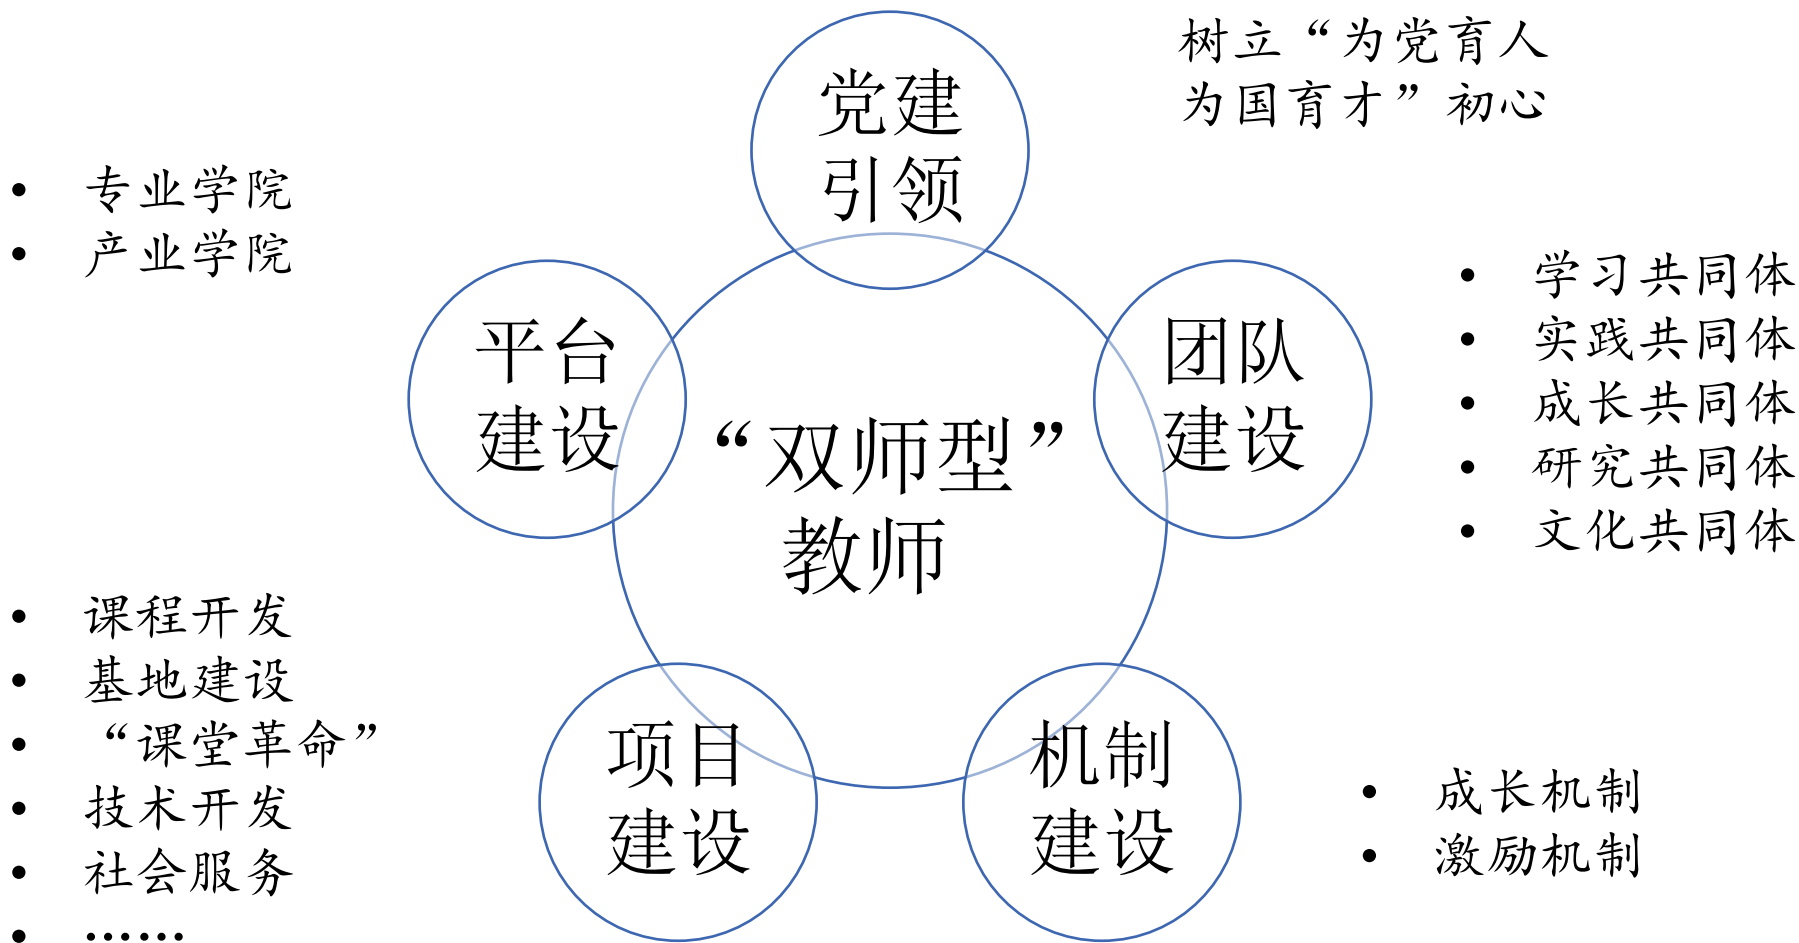 树立“为党育人
为国育才”初心
党建
引领
• 专业学院
• 产业学院
平台
建设
团队
建设
• 学习共同体
• 实践共同体
• 成长共同体
• 研究共同体
• 文化共同体
“双师型”
教师
• 课程开发
• 基地建设
• “课堂革命”
• 技术开发
• 社会服务
• ……
项目
建设
机制
建设
• 成长机制
• 激励机制